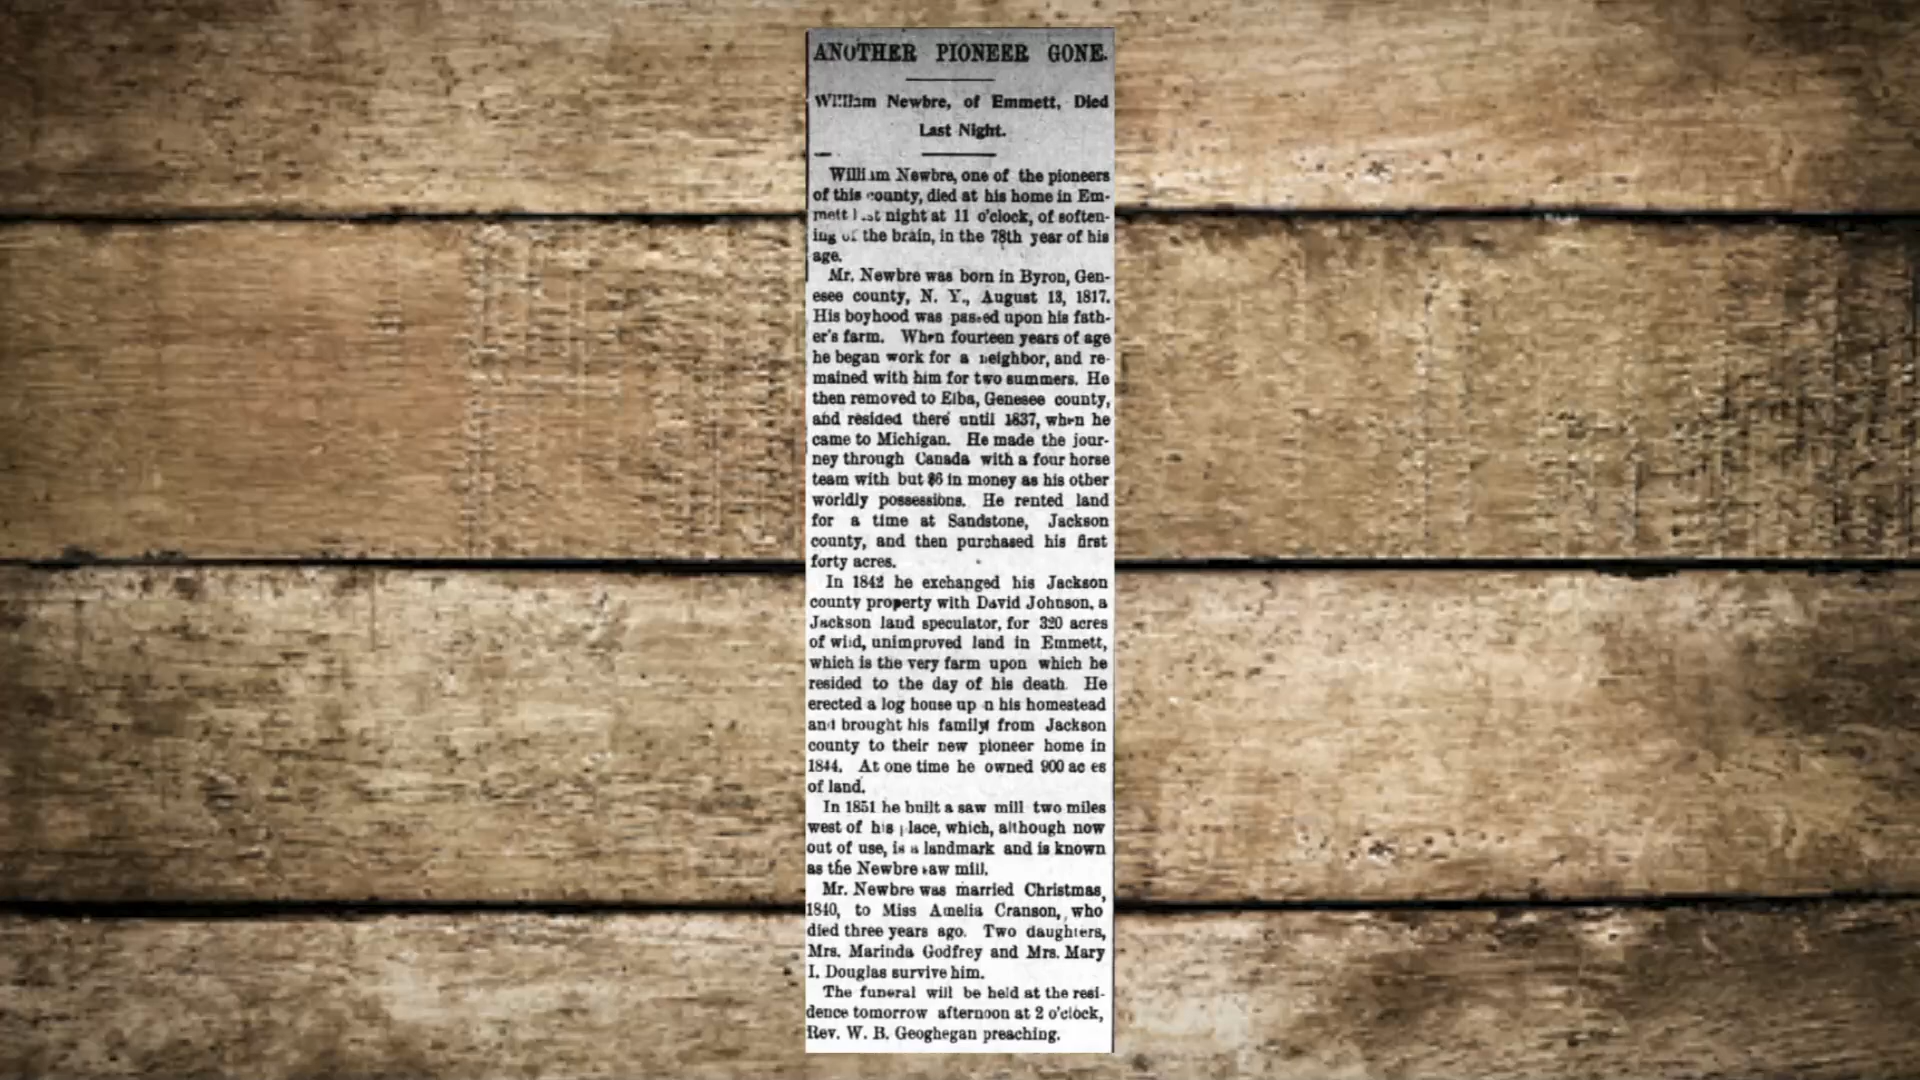 ANOTHER PIONEER GONE.
William Newbre, of Emmett, Died
Last Night.
William Newbre, one of the pioneers
of this county, died at his home in Em-
mett last night at 11 o'clock, of soften-
ing of the brain, in the 78th year of his
age.
Mr. Newbre was born in Byron, Gen-
esee county, N. Y., August 13, 1817.
His boyhood was passed upon his fath-
er's farm. When fourteen years of age
he began work for a neighbor, and re-
mained with him for two summers. He
then removed to Elba, Genesee county,
and resided there until 1837, when he
came to Michigan. He made the jour-
ney through Canada with a four horse
team with but $6 in money as his other
worldly possessions. He rented land
for a time at Sandstone, Jackson
county, and then purchased his first
forty acres.
In 1842 he exchanged his Jackson
county property with David Johnson, a
Jackson land speculator, for 320 acres
of wild, unimproved land in Emmett,
which is the very farm upon which he
resided to the day of his death. He
erected a log house upon his homestead
and brought his family from Jackson
county to their new pioneer home in
1844. At one time he owned 900 acres
of land.
In 1851 he built a saw mill two miles
west of his place, which, although now
out of use, is a landmark and is known
as the Newbre saw mill.
Mr. Newbre was married Christmas,
1840, to Miss Amelia Cranson, who
died three years ago. Two daughters,
Mrs. Marinda Godfrey and Mrs. Mary
I. Douglas survive him.
The funeral will be held at the resi-
dence tomorrow afternoon at 2 o'clock,
Rev. W. B. Geoghegan preaching.